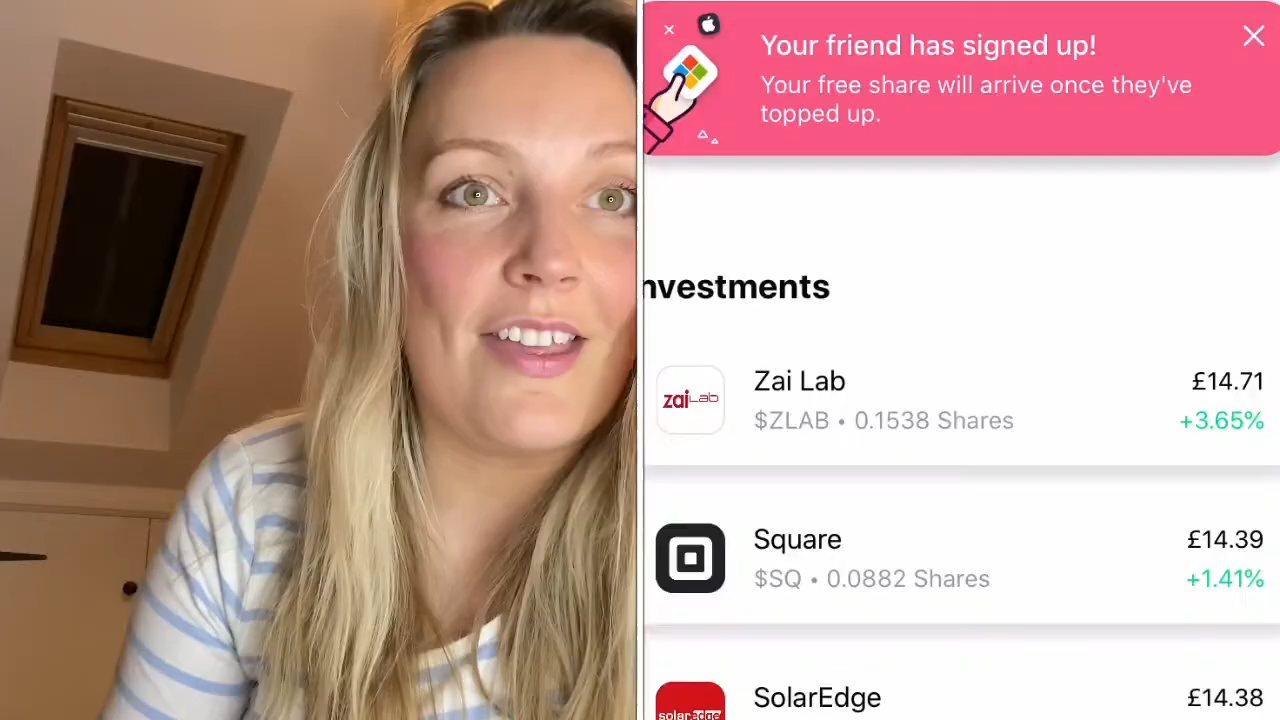 Your friend has signed up!
Your free share will arrive once they've
topped up.
nvestments
zaiLab
Zai Lab
£14.71
$ZLAB • 0.1538 Shares
+3.65%
Square
£14.39
$SQ • 0.0882 Shares
+1.41%
solaredge
SolarEdge
£14.38